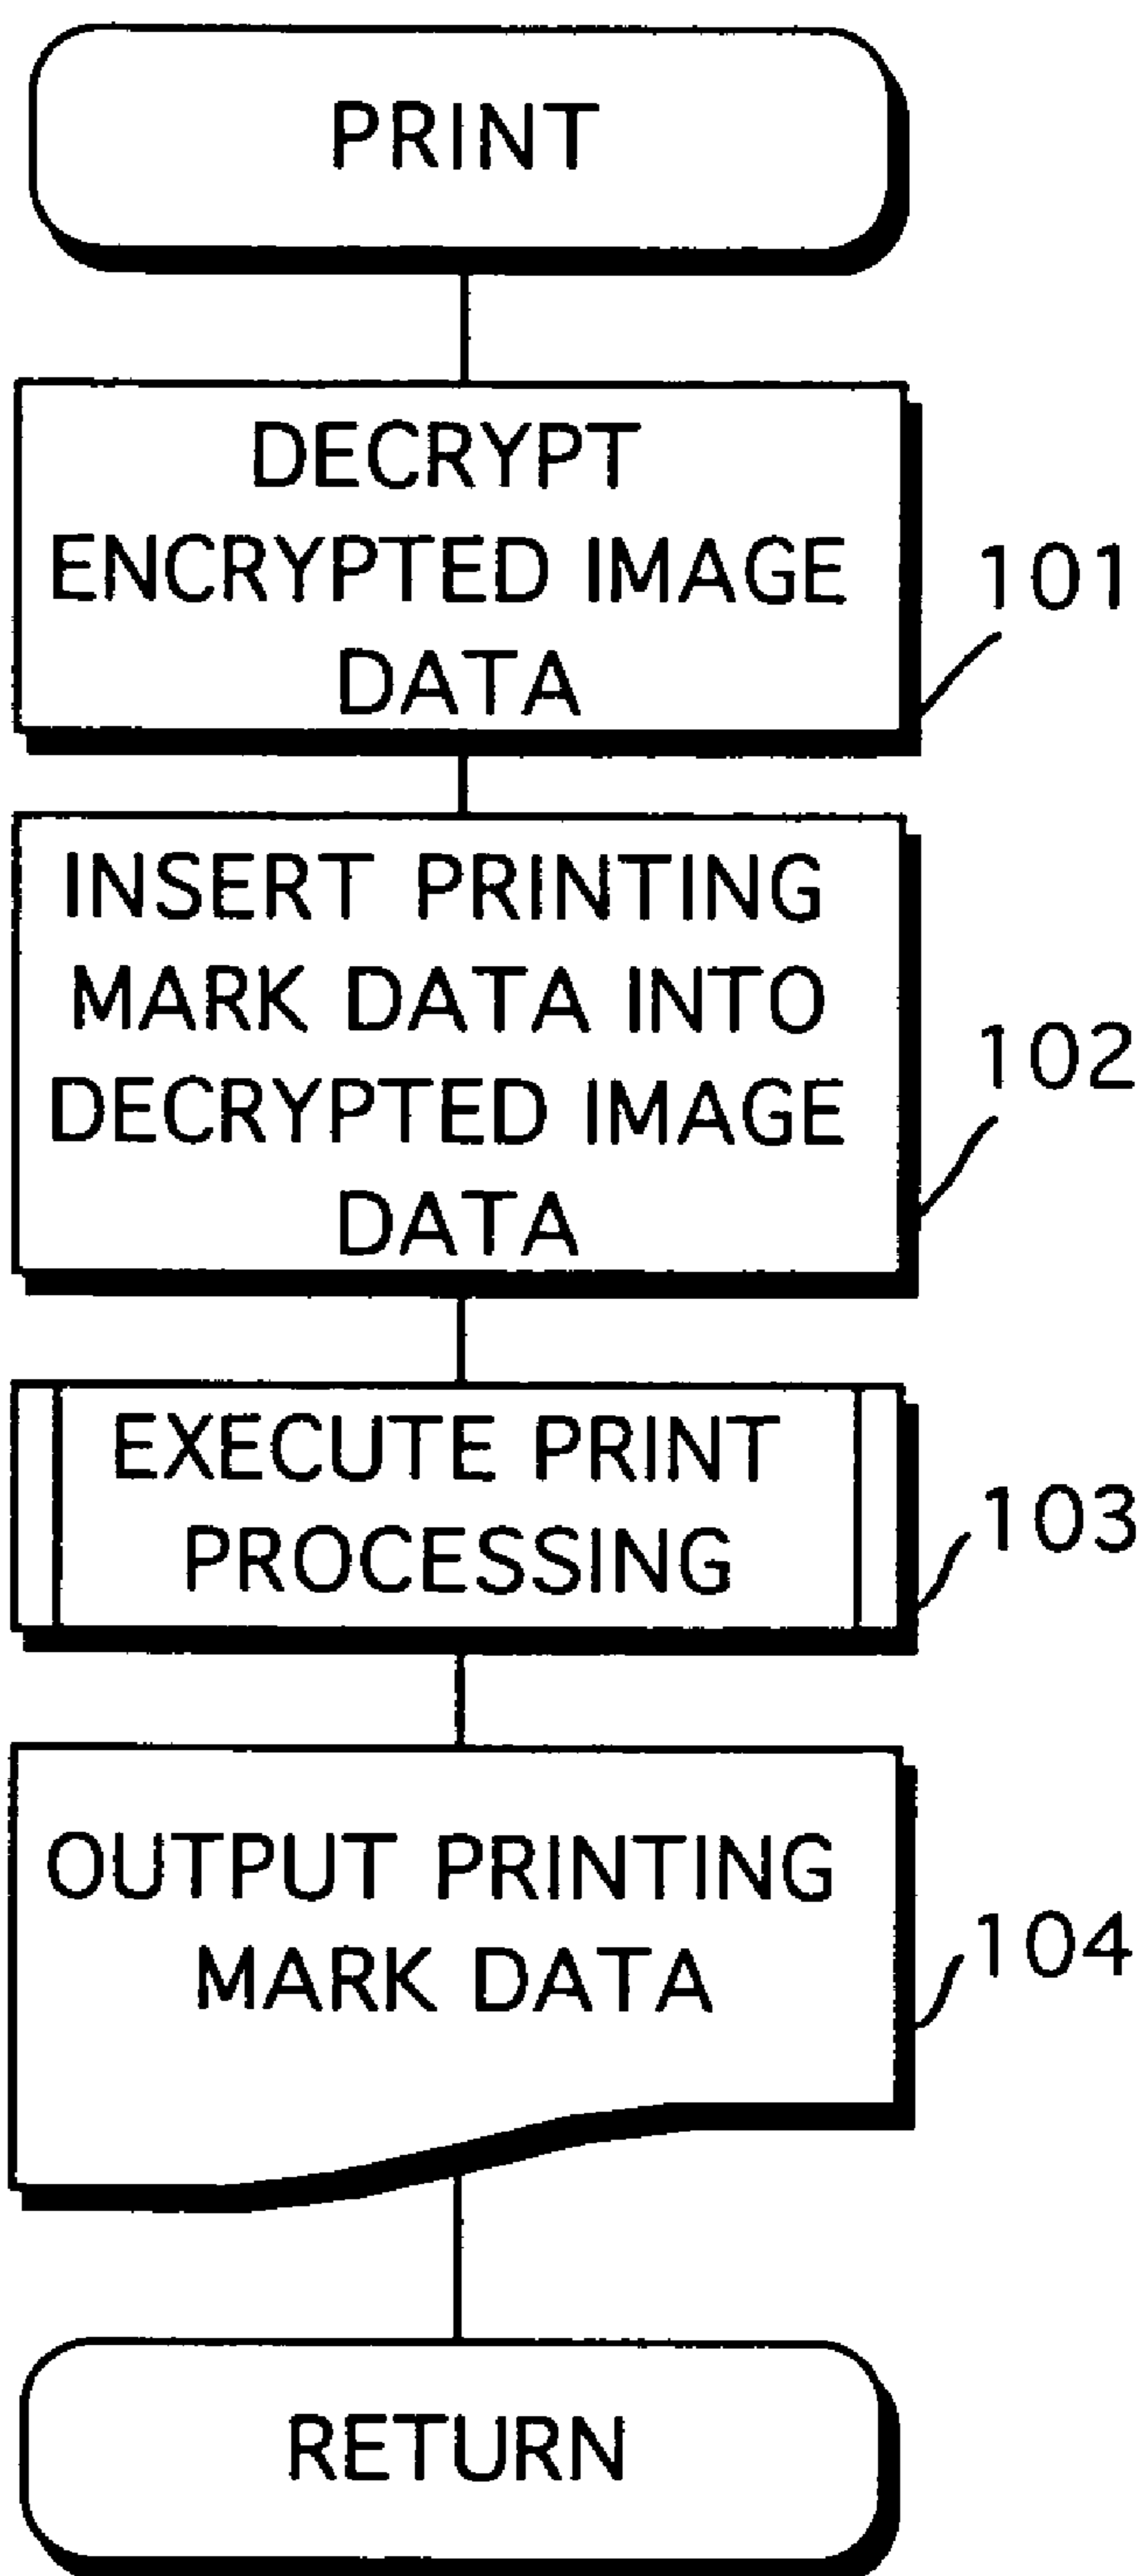 PRINT
DECRYPT
ENCRYPTED IMAGE
DATA
101
INSERT PRINTING
MARK DATA INTO
DECRYPTED IMAGE
DATA
102
EXECUTE PRINT
PROCESSING
103
OUTPUT PRINTING
MARK DATA
104
RETURN